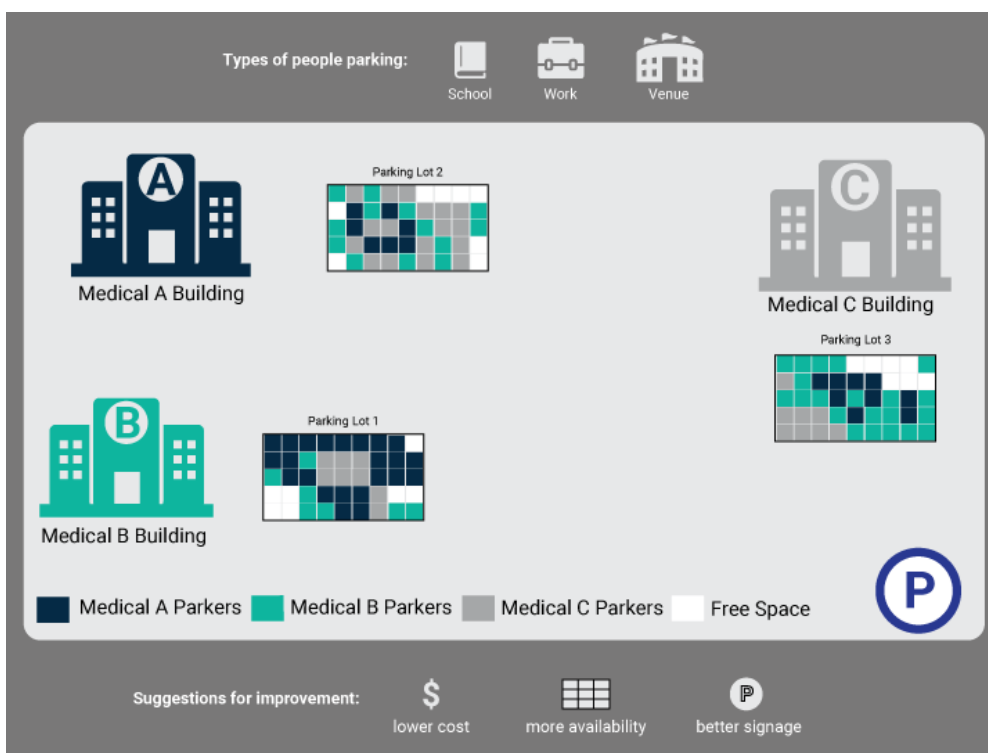 Types of people parking:
School
Work
Venue
A
Medical A Building
Parking Lot 2
C
Medical C Building
Parking Lot 3
B
Medical B Building
Parking Lot 1
P
Medical A Parkers
Medical B Parkers
Medical C Parkers
Free Space
Suggestions for improvement:
$
lower cost
more availability
P
better signage